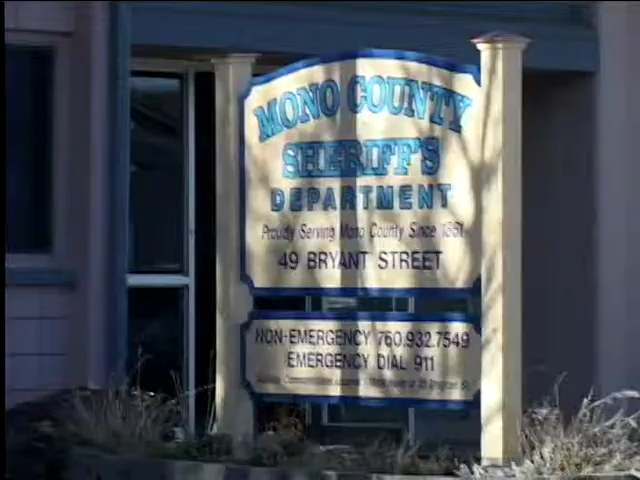 MONO COUNTY
SHERIFF'S
DEPARTMENT
Proudly Serving Mono County Since 1861
49 BRYANT STREET
NON-EMERGENCY 760.932.7549
EMERGENCY DIAL 911